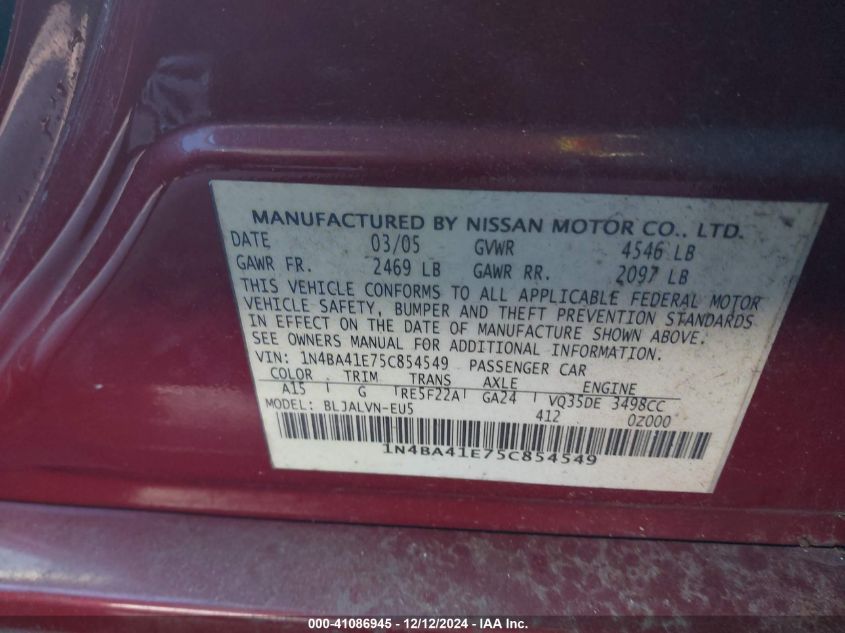 MANUFACTURED BY NISSAN MOTOR CO., LTD.
DATE 03/05 GVWR 4546 LB
GAWR FR. 2469 LB GAWR RR. 2097 LB
THIS VEHICLE CONFORMS TO ALL APPLICABLE FEDERAL MOTOR
VEHICLE SAFETY, BUMPER AND THEFT PREVENTION STANDARDS
IN EFFECT ON THE DATE OF MANUFACTURE SHOWN ABOVE.
SEE OWNERS MANUAL FOR ADDITIONAL INFORMATION.
VIN: 1N4BA41E75C854549 PASSENGER CAR
COLOR TRIM TRANS AXLE ENGINE
A15 G RE5F22A GA24 VQ35DE 3498CC
MODEL: BLJALVN-EU5 412 0Z000
1N4BA41E75C854549
000-41086945 - 12/12/2024 - IAA Inc.